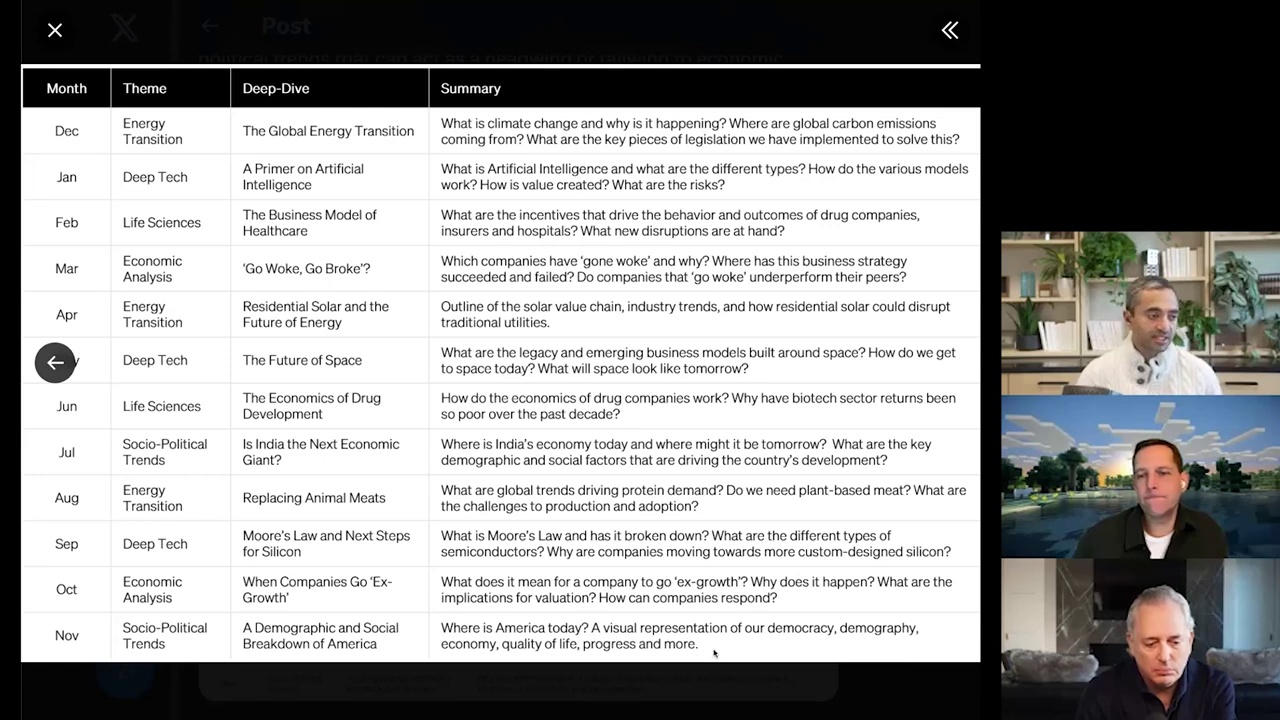 Post
political trends that can act as a headwind or tailwind to economic
Month Theme Deep-Dive Summary
Dec
Energy
Transition
The Global Energy Transition
What is climate change and why is it happening? Where are global carbon emissions
coming from? What are the key pieces of legislation we have implemented to solve this?
Jan
Deep Tech
A Primer on Artificial
Intelligence
What is Artificial Intelligence and what are the different types? How do the various models
work? How is value created? What are the risks?
Feb
Life Sciences
The Business Model of
Healthcare
What are the incentives that drive the behavior and outcomes of drug companies,
insurers and hospitals? What new disruptions are at hand?
Mar
Economic
Analysis
‘Go Woke, Go Broke’?
Which companies have ‘gone woke’ and why? Where has this business strategy
succeeded and failed? Do companies that ‘go woke’ underperform their peers?
Apr
Energy
Transition
Residential Solar and the
Future of Energy
Outline of the solar value chain, industry trends, and how residential solar could disrupt
traditional utilities.
Deep Tech
The Future of Space
What are the legacy and emerging business models built around space? How do we get
to space today? What will space look like tomorrow?
Jun
Life Sciences
The Economics of Drug
Development
How do the economics of drug companies work? Why have biotech sector returns been
so poor over the past decade?
Jul
Socio-Political
Trends
Is India the Next Economic
Giant?
Where is India’s economy today and where might it be tomorrow? What are the key
demographic and social factors that are driving the country’s development?
Aug
Energy
Transition
Replacing Animal Meats
What are global trends driving protein demand? Do we need plant-based meat? What are
the challenges to production and adoption?
Sep
Deep Tech
Moore’s Law and Next Steps
for Silicon
What is Moore’s Law and has it broken down? What are the different types of
semiconductors? Why are companies moving towards more custom-designed silicon?
Oct
Economic
Analysis
When Companies Go ‘Ex-
Growth’
What does it mean for a company to go ‘ex-growth’? Why does it happen? What are the
implications for valuation? How can companies respond?
Nov
Socio-Political
Trends
A Demographic and Social
Breakdown of America
Where is America today? A visual representation of our democracy, demography,
economy, quality of life, progress and more.